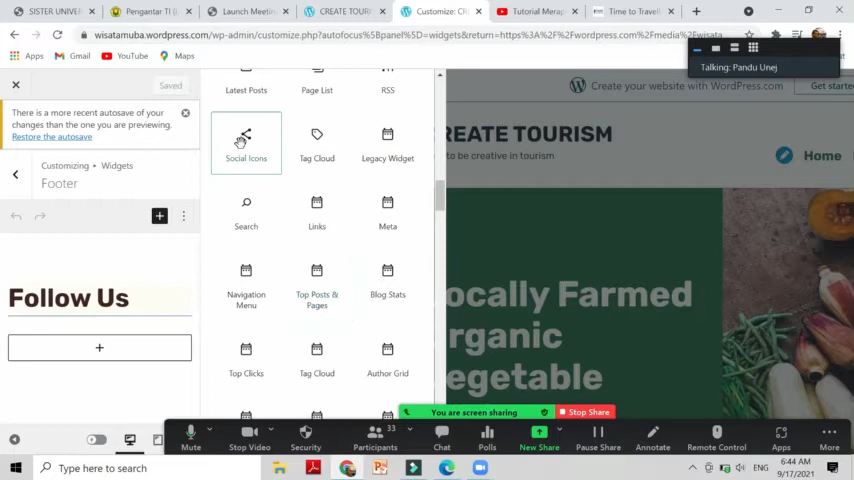 SISTER UNIVER
Pengantar TI (
Launch Meetin
CREATE TOURI
Customize: CR
Tutorial Merap
Time to Travell
wisatamuba.wordpress.com/wp-admin/customize.php?autofocus%5Bpanel%5D=widgets&return=https%3A%2F%2Fwordpress.com%2Fmedia%2Fwisatamuba.
Apps
Gmail
YouTube
Maps
Talking: Pandu Unej
Saved
There is a more recent autosave of your
changes than the one you are previewing.
Restore the autosave
Customizing ▸ Widgets
Footer
Follow Us
Latest Posts
Page List
RSS
Social Icons
Tag Cloud
Legacy Widget
Search
Links
Meta
Navigation
Menu
Top Posts &
Pages
Blog Stats
Top Clicks
Tag Cloud
Author Grid
Create your website with WordPress.com
Get starte
CREATE TOURISM
to be creative in tourism
Home
Locally Farmed
Organic
Vegetable
You are screen sharing
Stop Share
Mute
Stop Video
Security
33
Participants
Chat
Polls
New Share
Pause Share
Annotate
Remote Control
Apps
More
Type here to search
ENG
6:44 AM
9/17/2021